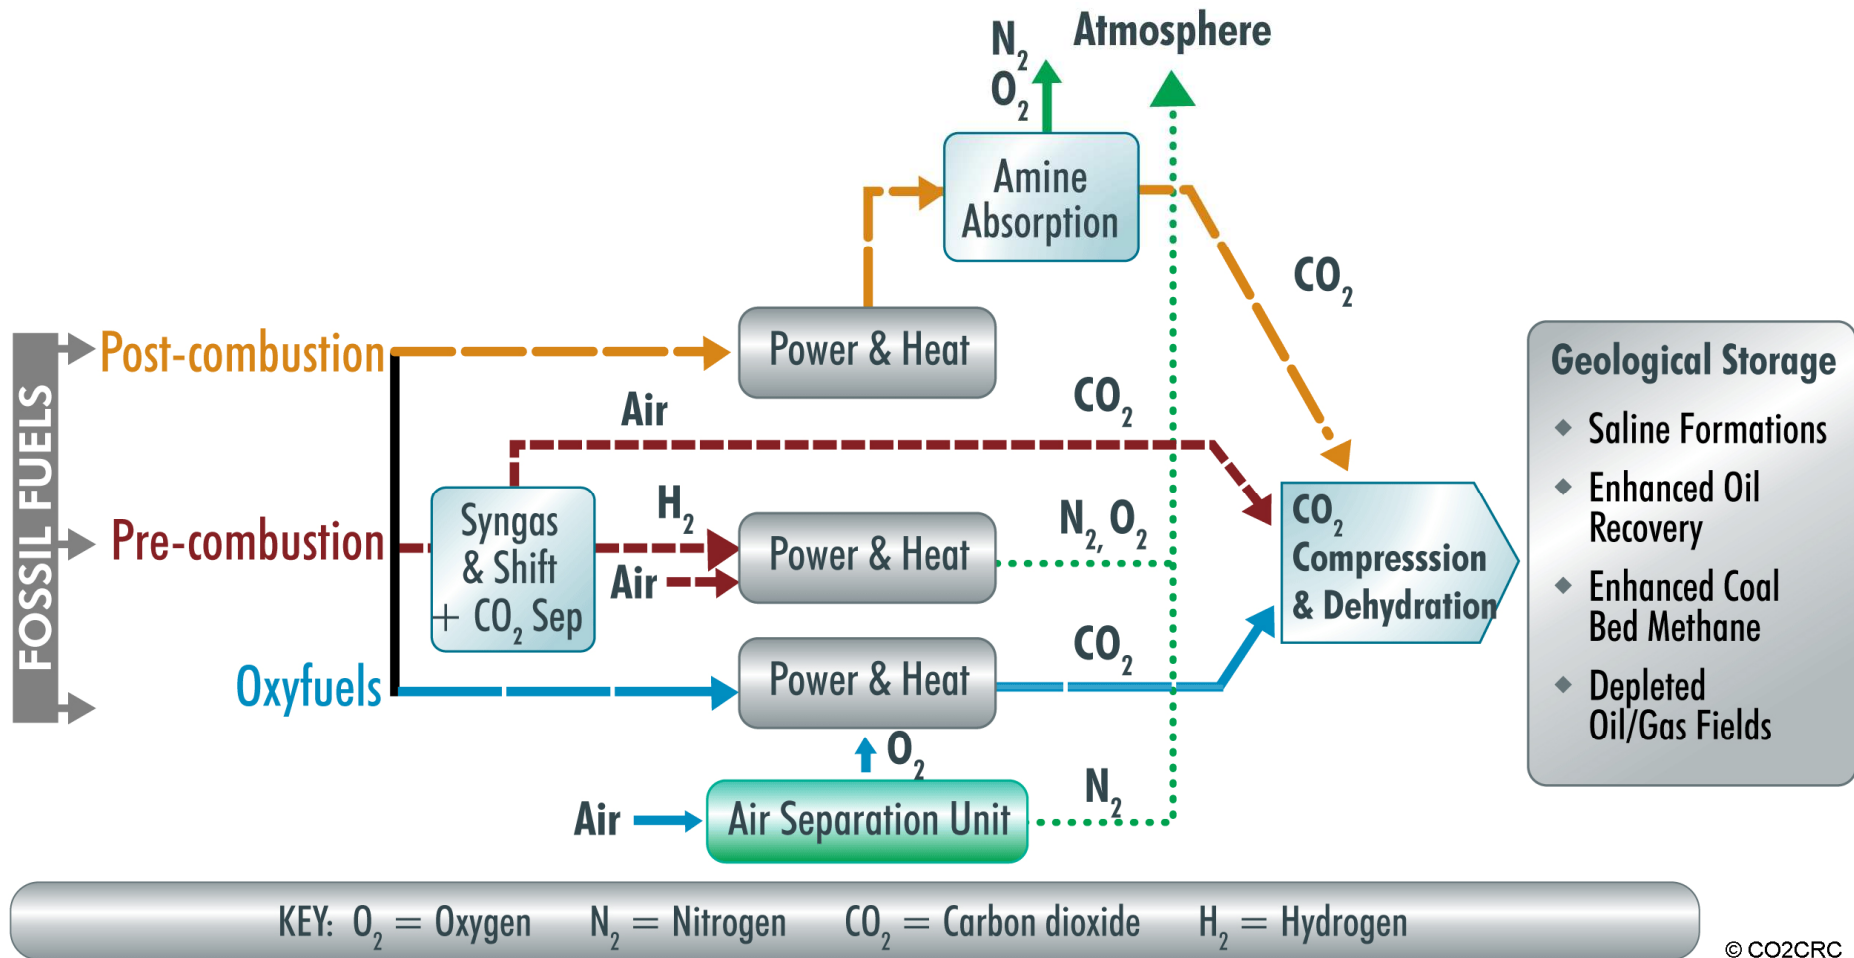 N2
O2
Atmosphere
Amine
Absorption
CO2
FOSSIL FUELS
Post-combustion
Power & Heat
Air
CO2
Pre-combustion
Syngas
& Shift
+ CO2 Sep
H2
Air
Power & Heat
N2, O2
CO2
Compresssion
& Dehydration
Oxyfuels
Power & Heat
CO2
O2
Air
Air Separation Unit
N2
Geological Storage
Saline Formations
Enhanced Oil
Recovery
Enhanced Coal
Bed Methane
Depleted
Oil/Gas Fields
KEY: O2 = Oxygen N2 = Nitrogen CO2 = Carbon dioxide H2 = Hydrogen
© CO2CRC